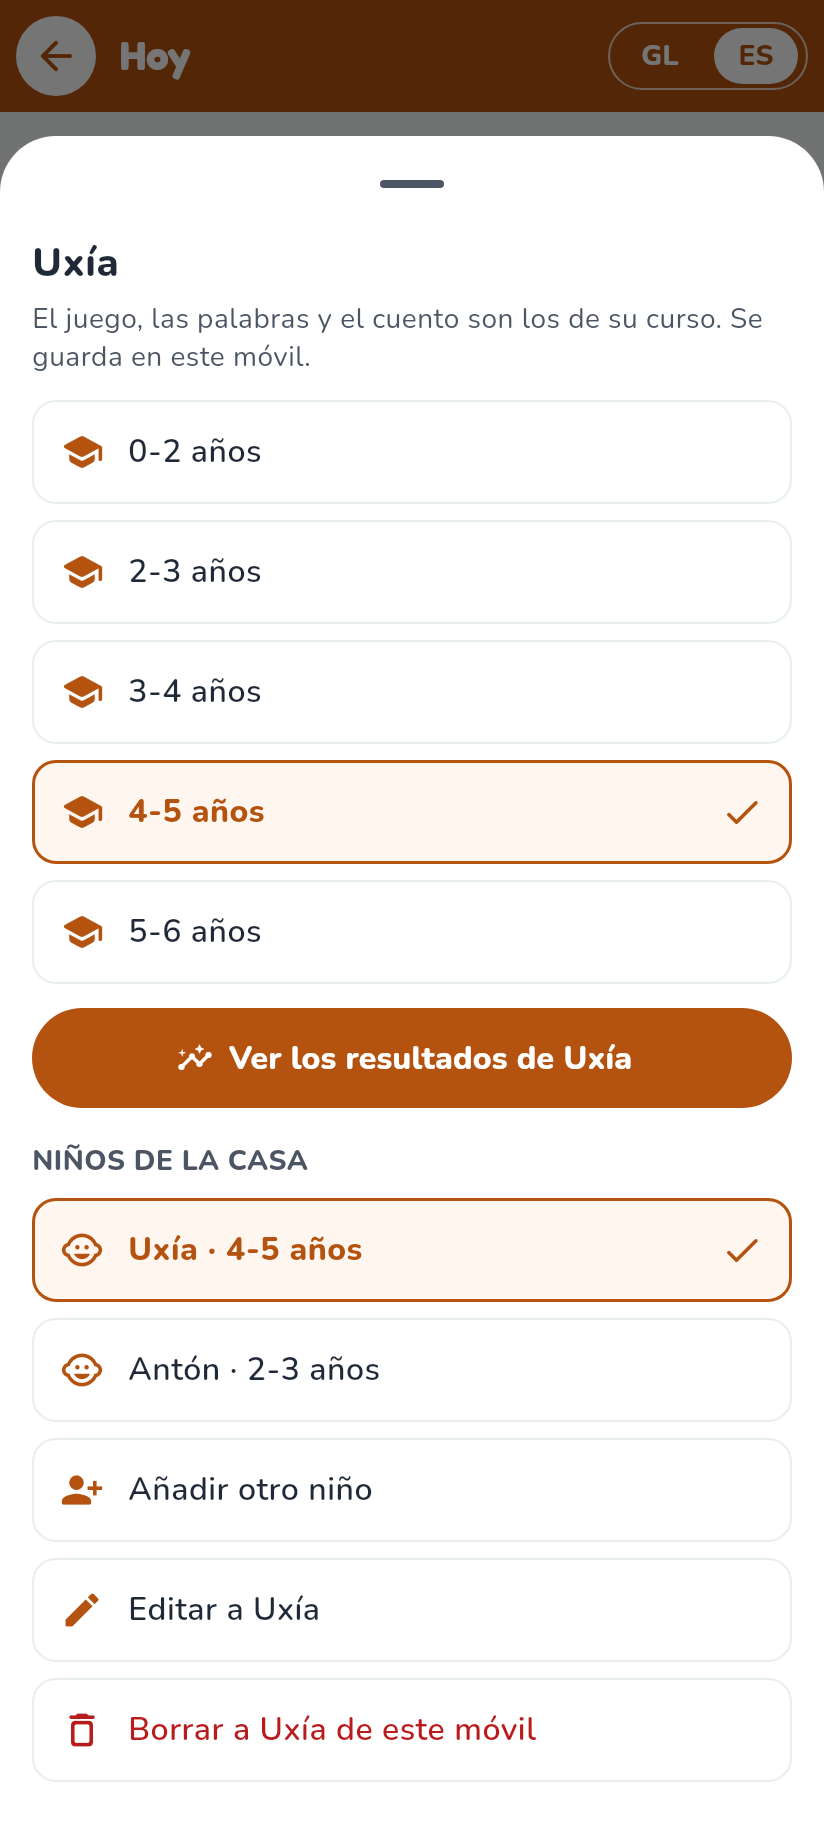 Hoy
GL
ES
Uxía
El juego, las palabras y el cuento son los de su curso. Se
guarda en este móvil.
0-2 años
2-3 años
3-4 años
4-5 años
5-6 años
Ver los resultados de Uxía
NIÑOS DE LA CASA
Uxía · 4-5 años
Antón · 2-3 años
Añadir otro niño
Editar a Uxía
Borrar a Uxía de este móvil